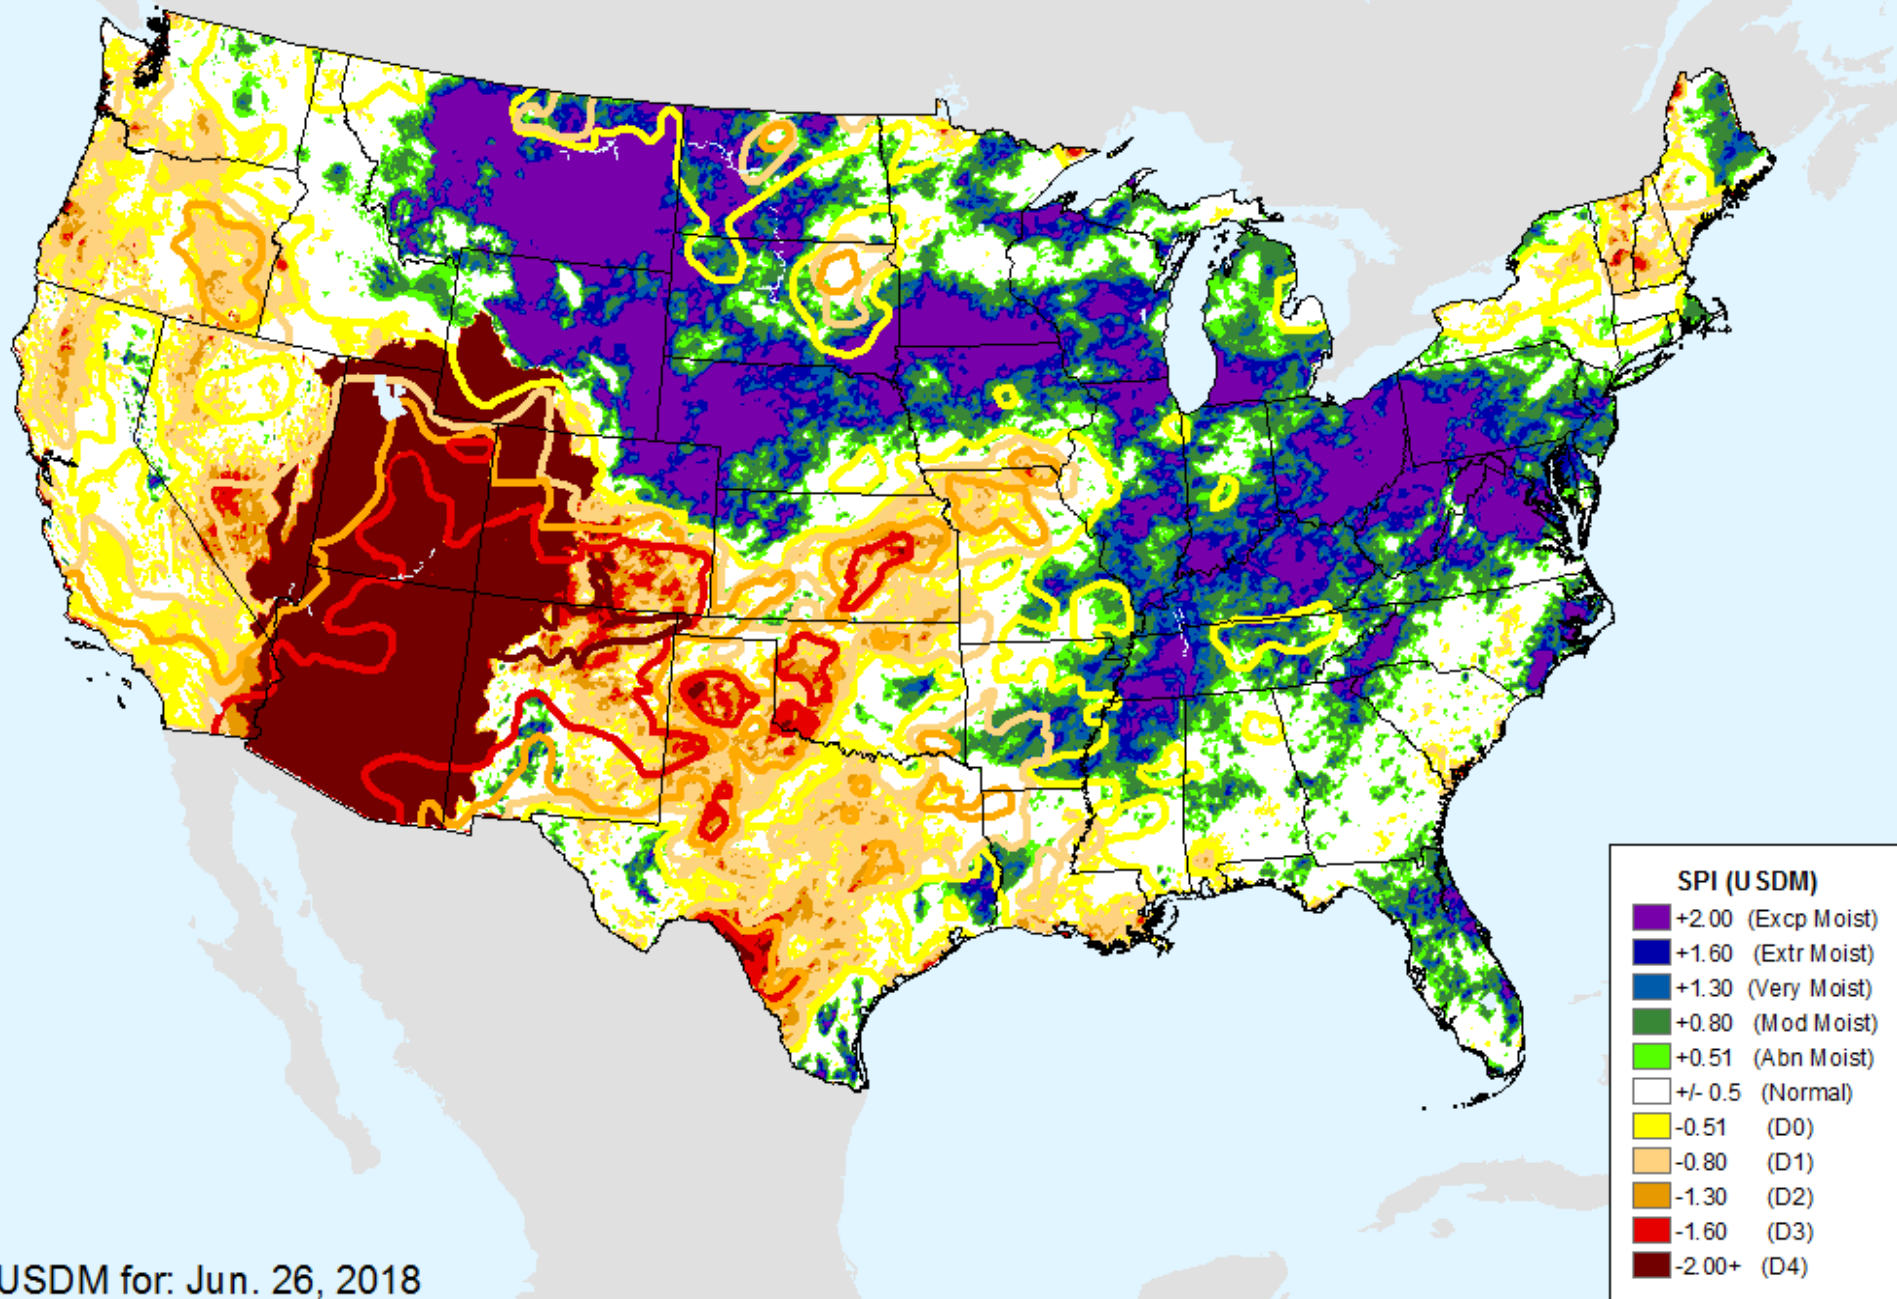 SPI (USDM)
+2.00 (Excp Moist)
+1.60 (Extr Moist)
+1.30 (Very Moist)
+0.80 (Mod Moist)
+0.51 (Abn Moist)
+/- 0.5 (Normal)
-0.51 (D0)
-0.80 (D1)
-1.30 (D2)
-1.60 (D3)
-2.00+ (D4)
USDM for: Jun. 26, 2018